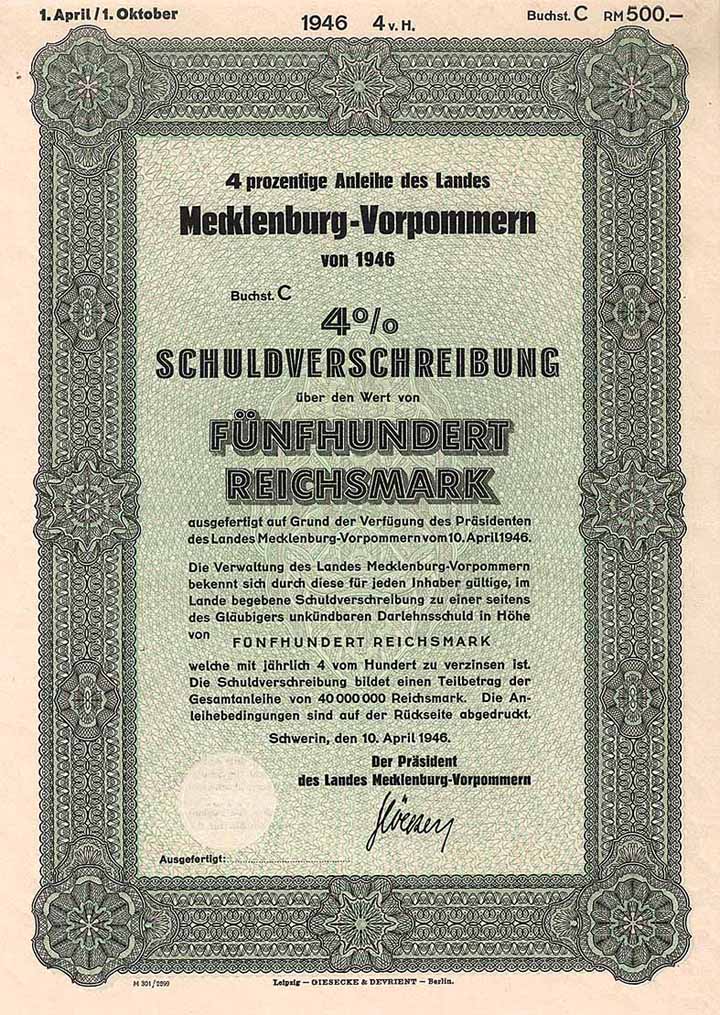 1. April / 1. Oktober 1946 4 v. H. Buchst. C RM 500.—
4 prozentige Anleihe des Landes
Mecklenburg-Vorpommern
von 1946
Buchst. C
4%
SCHULDVERSCHREIBUNG
über den Wert von
FÜNFHUNDERT
REICHSMARK
ausgefertigt auf Grund der Verfügung des Präsidenten
des Landes Mecklenburg-Vorpommern vom 10. April 1946.
Die Verwaltung des Landes Mecklenburg-Vorpommern
bekennt sich durch diese für jeden Inhaber gültige, im
Lande begebene Schuldverschreibung zu einer seitens
des Gläubigers unkündbaren Darlehnsschuld in Höhe
von
FÜNFHUNDERT REICHSMARK
welche mit jährlich 4 vom Hundert zu verzinsen ist.
Die Schuldverschreibung bildet einen Teilbetrag der
Gesamtanleihe von 40 000 000 Reichsmark. Die An-
leihebedingungen sind auf der Rückseite abgedruckt.
Schwerin, den 10. April 1946.
Der Präsident
des Landes Mecklenburg-Vorpommern
Ausgefertigt:
M 301/2899
Leipzig — GIESECKE & DEVRIENT — Berlin.